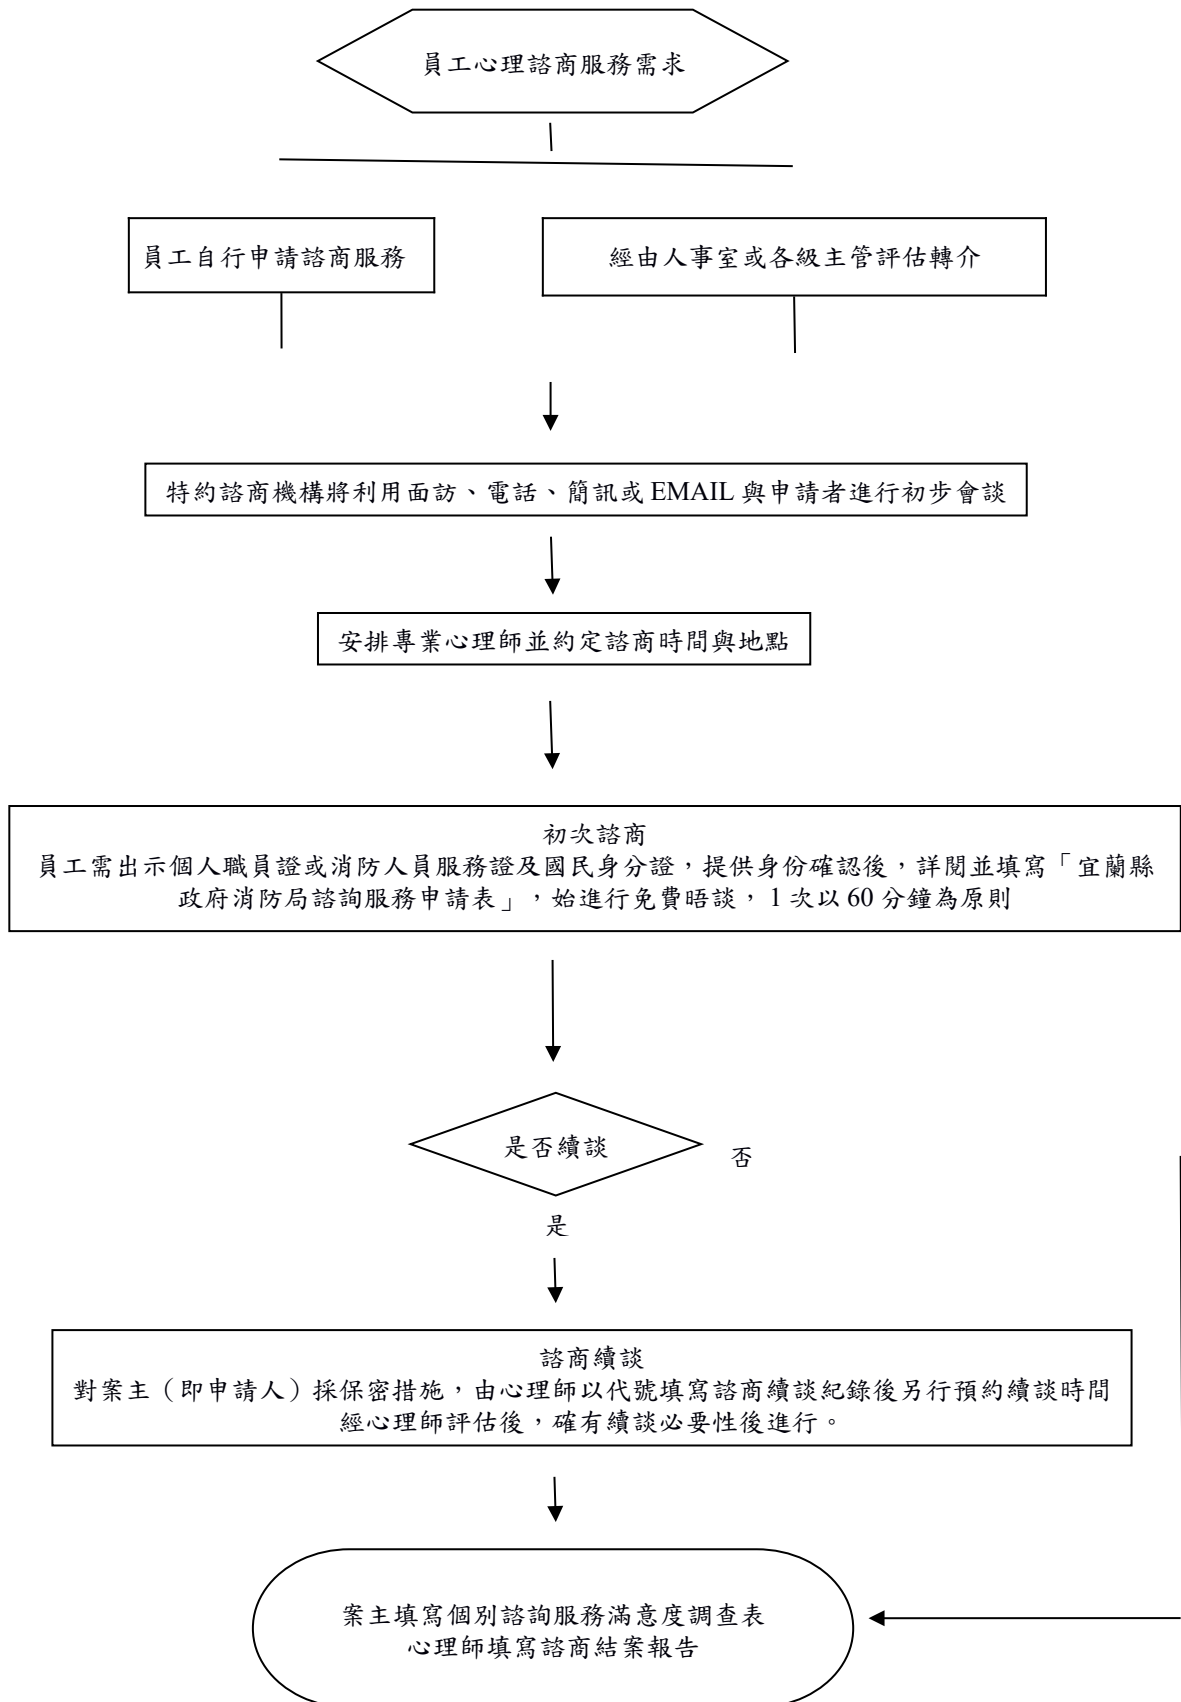 員工心理諮商服務需求
員工自行申請諮商服務
經由人事室或各級主管評估轉介
特約諮商機構將利用面訪、電話、簡訊或 EMAIL 與申請者進行初步會談
安排專業心理師並約定諮商時間與地點
初次諮商
員工需出示個人職員證或消防人員服務證及國民身分證，提供身份確認後，詳閱並填寫「宜蘭縣
政府消防局諮詢服務申請表」，始進行免費晤談，1 次以 60 分鐘為原則
是否續談
否
是
諮商續談
對案主（即申請人）採保密措施，由心理師以代號填寫諮商續談紀錄後另行預約續談時間
經心理師評估後，確有續談必要性後進行。
案主填寫個別諮詢服務滿意度調查表
心理師填寫諮商結案報告